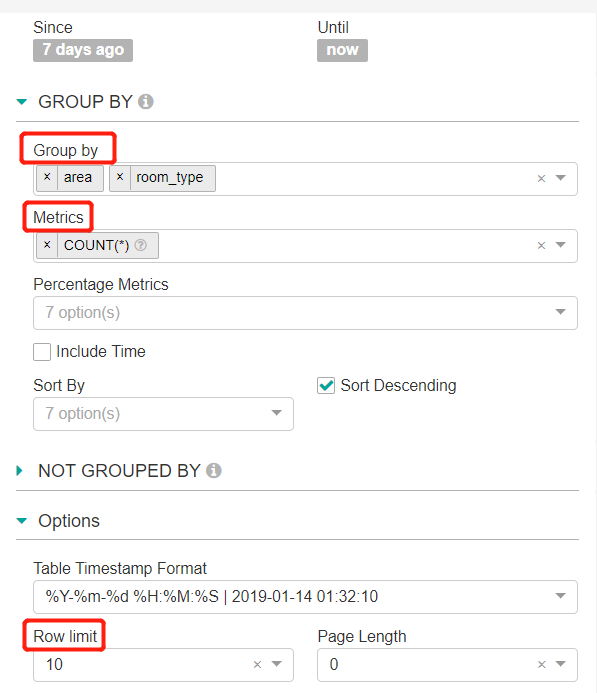 Since Until
7 days ago now
GROUP BY
Group by
× area × room_type ×
Metrics
× COUNT(*) ? ×
Percentage Metrics
7 option(s)
Include Time
Sort By Sort Descending
7 option(s)
NOT GROUPED BY
Options
Table Timestamp Format
%Y-%m-%d %H:%M:%S | 2019-01-14 01:32:10
Row limit Page Length
10 × 0 ×